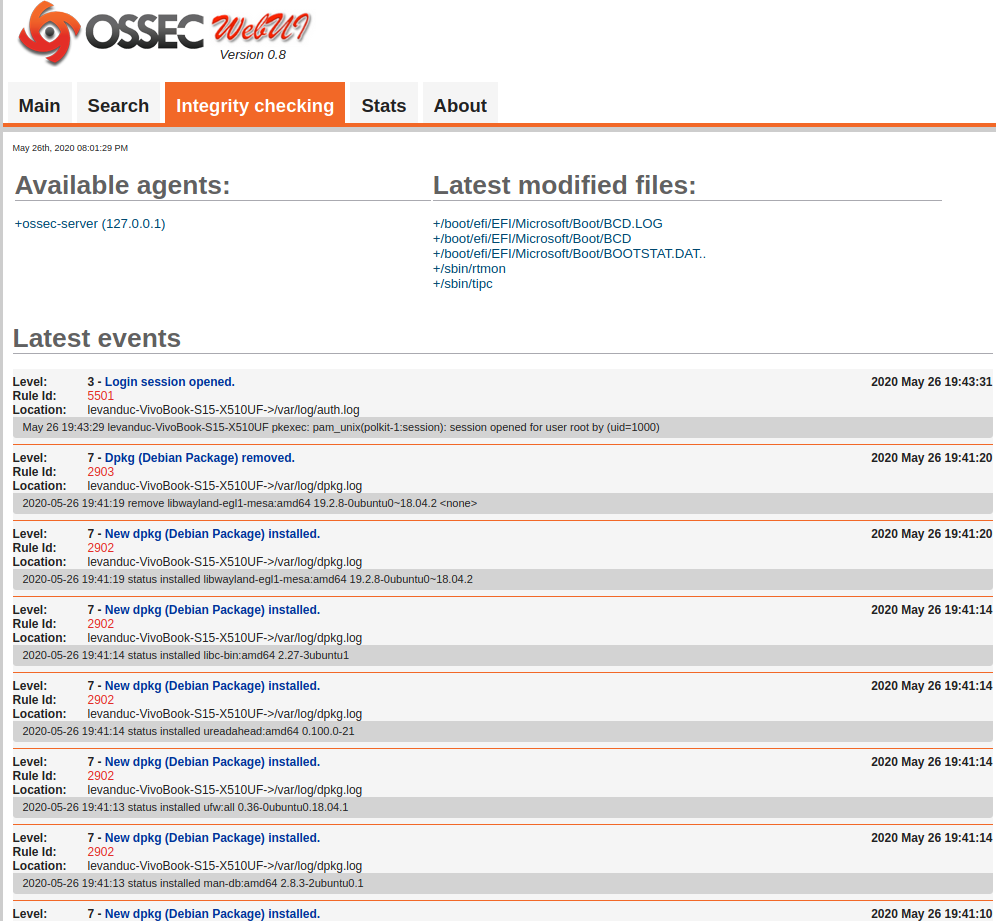 OSSEC WebUI
Version 0.8
Main Search Integrity checking Stats About
May 26th, 2020 08:01:29 PM
Available agents: Latest modified files:
+ossec-server (127.0.0.1) +/boot/efi/EFI/Microsoft/Boot/BCD.LOG
+/boot/efi/EFI/Microsoft/Boot/BCD
+/boot/efi/EFI/Microsoft/Boot/BOOTSTAT.DAT..
+/sbin/rtmon
+/sbin/tipc
Latest events
Level: 3 - Login session opened. 2020 May 26 19:43:31
Rule Id: 5501
Location: levanduc-VivoBook-S15-X510UF->/var/log/auth.log
May 26 19:43:29 levanduc-VivoBook-S15-X510UF pkexec: pam_unix(polkit-1:session): session opened for user root by (uid=1000)
Level: 7 - Dpkg (Debian Package) removed. 2020 May 26 19:41:20
Rule Id: 2903
Location: levanduc-VivoBook-S15-X510UF->/var/log/dpkg.log
2020-05-26 19:41:19 remove libwayland-egl1-mesa:amd64 19.2.8-0ubuntu0~18.04.2 <none>
Level: 7 - New dpkg (Debian Package) installed. 2020 May 26 19:41:20
Rule Id: 2902
Location: levanduc-VivoBook-S15-X510UF->/var/log/dpkg.log
2020-05-26 19:41:19 status installed libwayland-egl1-mesa:amd64 19.2.8-0ubuntu0~18.04.2
Level: 7 - New dpkg (Debian Package) installed. 2020 May 26 19:41:14
Rule Id: 2902
Location: levanduc-VivoBook-S15-X510UF->/var/log/dpkg.log
2020-05-26 19:41:14 status installed libc-bin:amd64 2.27-3ubuntu1
Level: 7 - New dpkg (Debian Package) installed. 2020 May 26 19:41:14
Rule Id: 2902
Location: levanduc-VivoBook-S15-X510UF->/var/log/dpkg.log
2020-05-26 19:41:14 status installed ureadahead:amd64 0.100.0-21
Level: 7 - New dpkg (Debian Package) installed. 2020 May 26 19:41:14
Rule Id: 2902
Location: levanduc-VivoBook-S15-X510UF->/var/log/dpkg.log
2020-05-26 19:41:13 status installed ufw:all 0.36-0ubuntu0.18.04.1
Level: 7 - New dpkg (Debian Package) installed. 2020 May 26 19:41:14
Rule Id: 2902
Location: levanduc-VivoBook-S15-X510UF->/var/log/dpkg.log
2020-05-26 19:41:13 status installed man-db:amd64 2.8.3-2ubuntu0.1
Level: 7 - New dpkg (Debian Package) installed. 2020 May 26 19:41:10